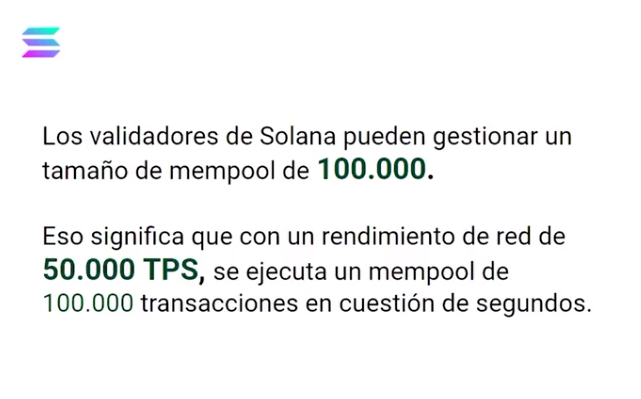 Los validadores de Solana pueden gestionar un
tamaño de mempool de 100.000.
Eso significa que con un rendimiento de red de
50.000 TPS, se ejecuta un mempool de
100.000 transacciones en cuestión de segundos.